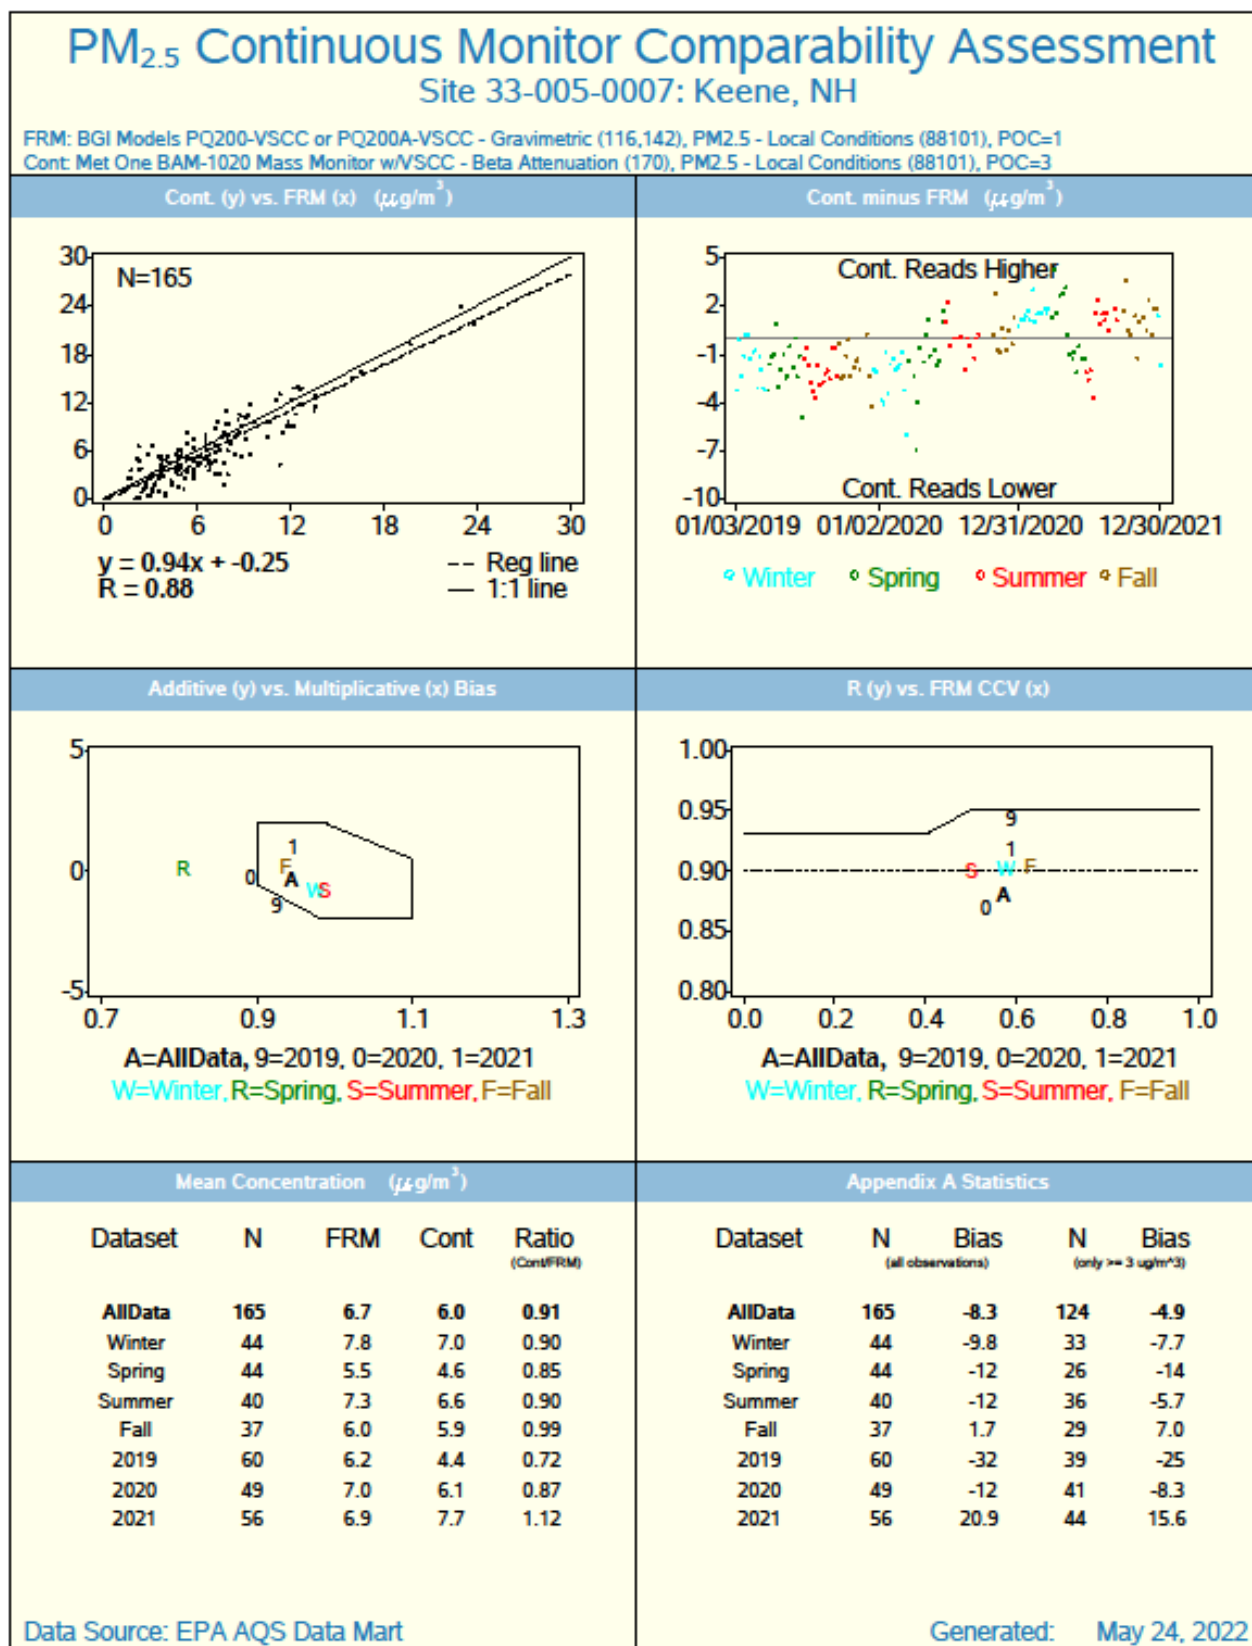 PM2.5 Continuous Monitor Comparability Assessment
Site 33-005-0007: Keene, NH
FRM: BGI Models PQ200-VSCC or PQ200A-VSCC - Gravimetric (116,142), PM2.5 - Local Conditions (88101), POC=1
Cont: Met One BAM-1020 Mass Monitor w/VSCC - Beta Attenuation (170), PM2.5 - Local Conditions (88101), POC=3
Cont. (y) vs. FRM (x) (μg/m³)
30
24
18
12
6
0
N=165
0 6 12 18 24 30
y = 0.94x + -0.25
R = 0.88
-- Reg line
— 1:1 line
Cont. minus FRM (μg/m³)
5
2
-1
-4
-7
-10
Cont. Reads Higher
Cont. Reads Lower
01/03/2019 01/02/2020 12/31/2020 12/30/2021
Winter Spring Summer Fall
Additive (y) vs. Multiplicative (x) Bias
5
0
-5
R 0 1 F A 9 W S
0.7 0.9 1.1 1.3
A=AllData, 9=2019, 0=2020, 1=2021
W=Winter, R=Spring, S=Summer, F=Fall
R (y) vs. FRM CCV (x)
1.00
0.95
0.90
0.85
0.80
9
1
S W F
A
0
0.0 0.2 0.4 0.6 0.8 1.0
A=AllData, 9=2019, 0=2020, 1=2021
W=Winter, R=Spring, S=Summer, F=Fall
Mean Concentration (μg/m³)
Dataset N FRM Cont Ratio
(Cont/FRM)
AllData 165 6.7 6.0 0.91
Winter 44 7.8 7.0 0.90
Spring 44 5.5 4.6 0.85
Summer 40 7.3 6.6 0.90
Fall 37 6.0 5.9 0.99
2019 60 6.2 4.4 0.72
2020 49 7.0 6.1 0.87
2021 56 6.9 7.7 1.12
Appendix A Statistics
Dataset N Bias N Bias
(all observations) (only >= 3 ug/m^3)
AllData 165 -8.3 124 -4.9
Winter 44 -9.8 33 -7.7
Spring 44 -12 26 -14
Summer 40 -12 36 -5.7
Fall 37 1.7 29 7.0
2019 60 -32 39 -25
2020 49 -12 41 -8.3
2021 56 20.9 44 15.6
Data Source: EPA AQS Data Mart
Generated: May 24, 2022